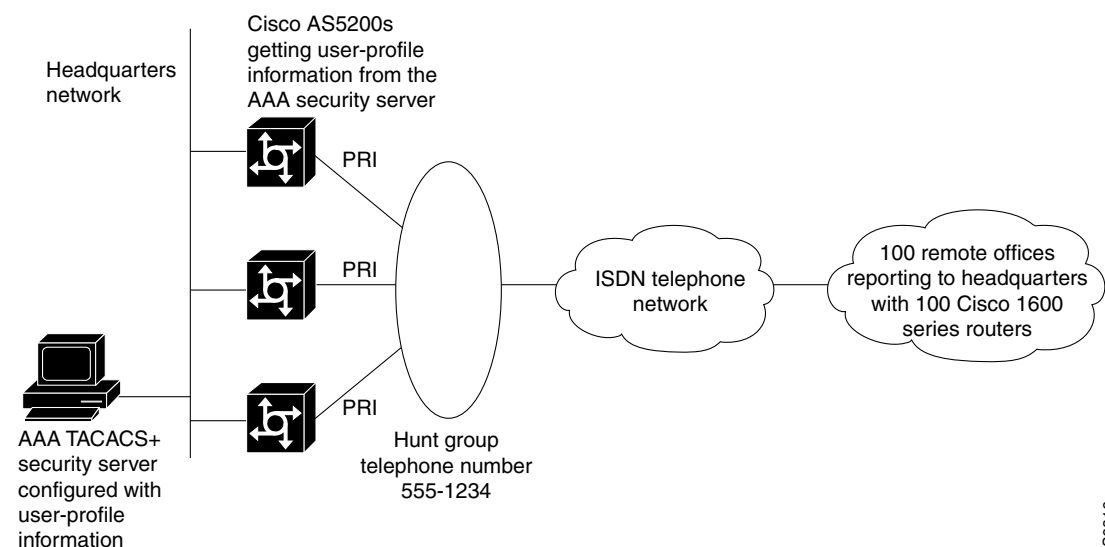 Cisco AS5200s
getting user-profile
information from the
AAA security server
Headquarters
network
PRI
PRI
PRI
ISDN telephone
network
100 remote offices
reporting to headquarters
with 100 Cisco 1600
series routers
Hunt group
telephone number
555-1234
AAA TACACS+
security server
configured with
user-profile
information